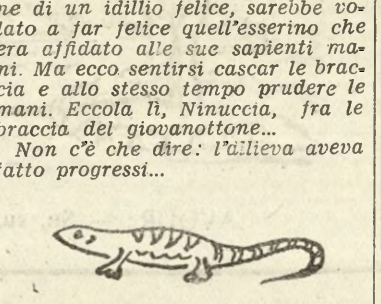 ne di un idillio felice, sarebbe vo=
lato a far felice quell'esserino che
era affidato alle sue sapienti ma=
ni. Ma ecco sentirsi cascar le brac=
cia e allo stesso tempo prudere le
mani. Eccola lì, Ninuccia, fra le
braccia del giovanottone...
Non c'è che dire: l'allieva aveva
fatto progressi...